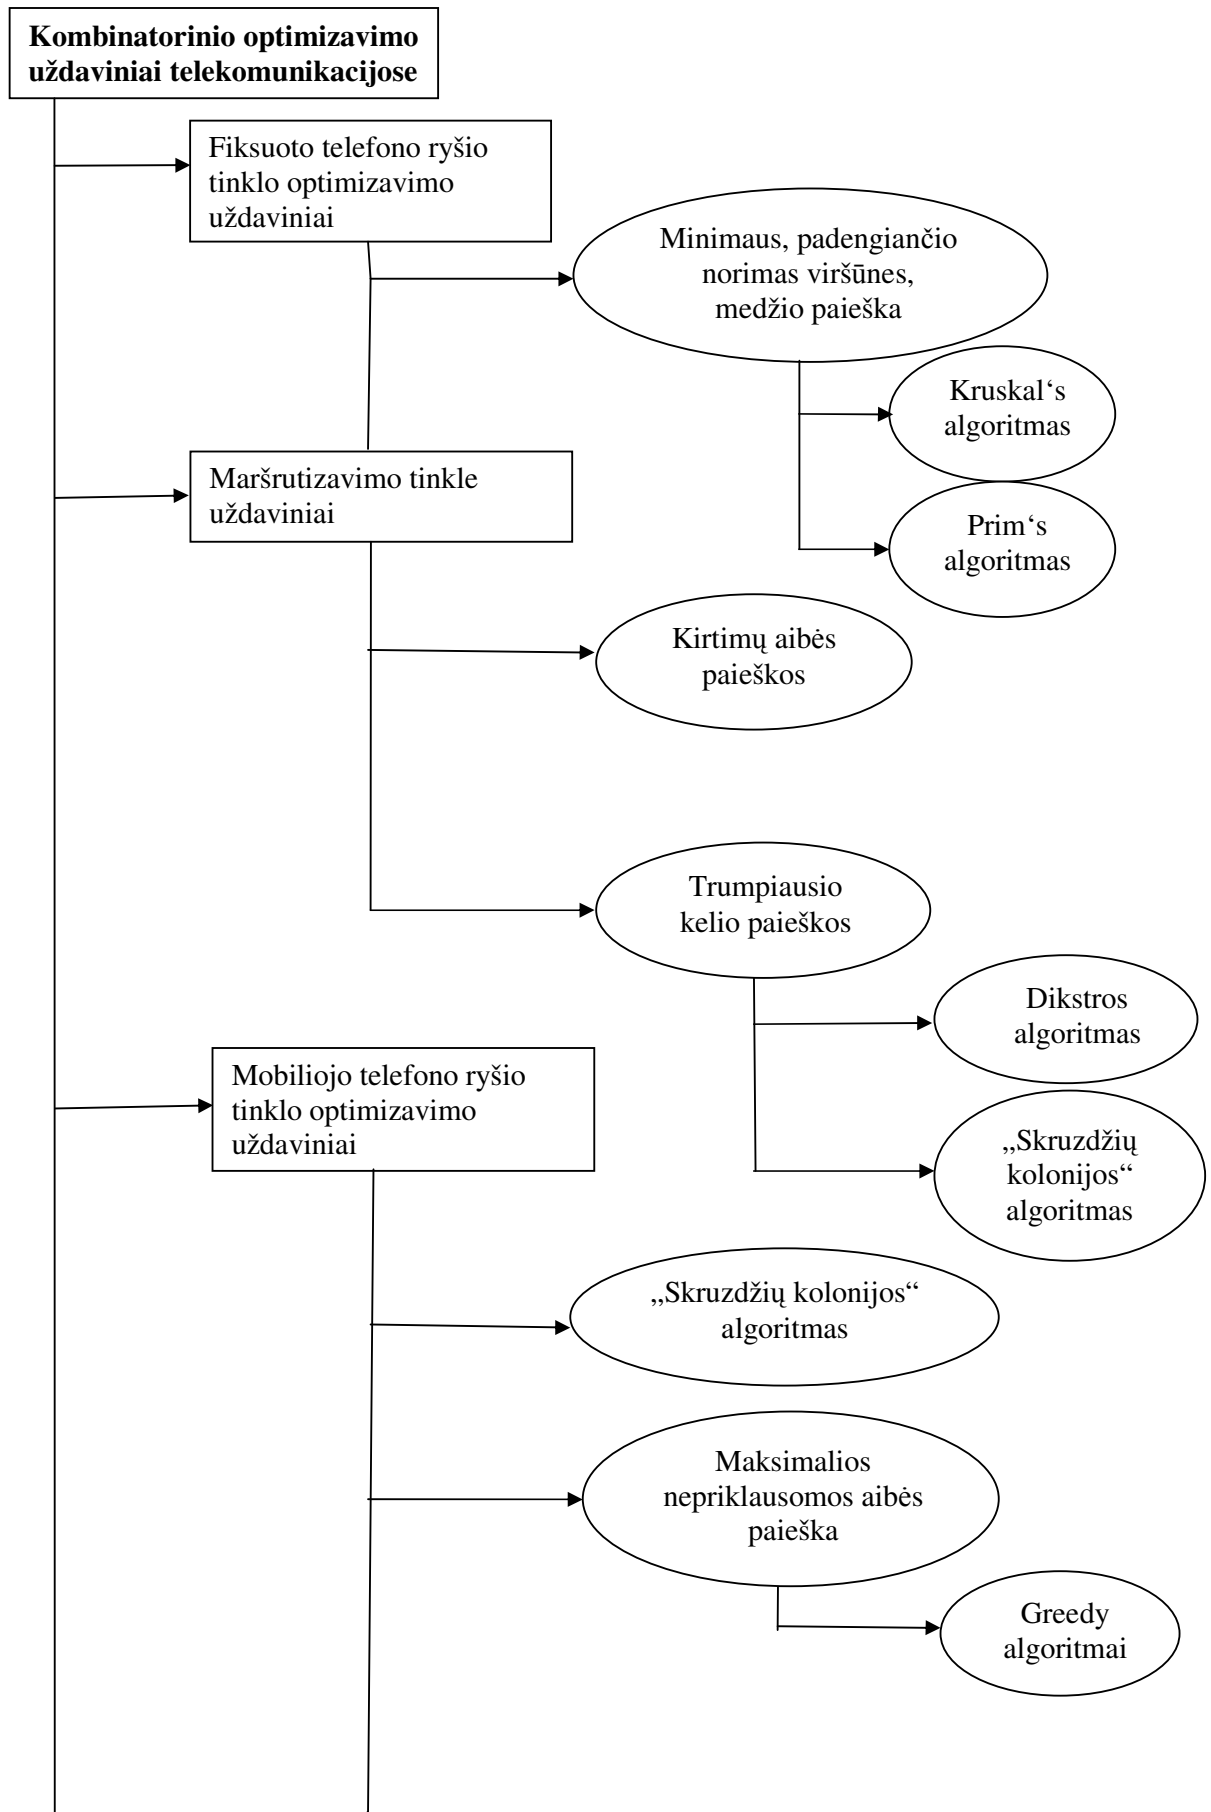 Kombinatorinio optimizavimo
uždaviniai telekomunikacijose
Fiksuoto telefono ryšio
tinklo optimizavimo
uždaviniai
Minimaus, padengiančio
norimas viršūnes,
medžio paieška
Kruskal‘s
algoritmas
Maršrutizavimo tinkle
uždaviniai
Prim‘s
algoritmas
Kirtimų aibės
paieškos
Trumpiausio
kelio paieškos
Dikstros
algoritmas
Mobiliojo telefono ryšio
tinklo optimizavimo
uždaviniai
„Skruzdžių
kolonijos“
algoritmas
„Skruzdžių kolonijos“
algoritmas
Maksimalios
nepriklausomos aibės
paieška
Greedy
algoritmai